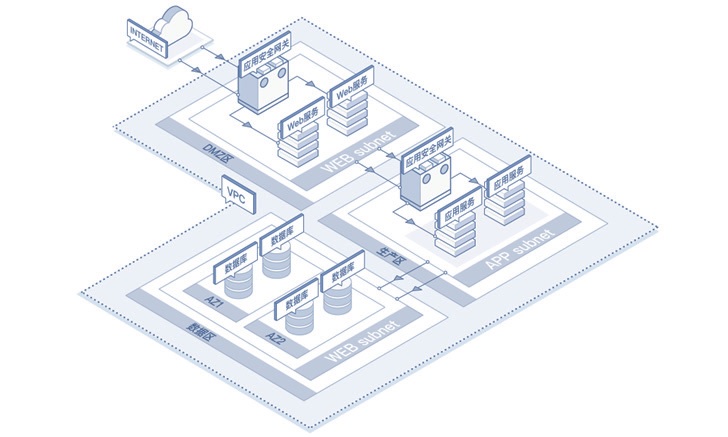 INTERNET
应用安全网关
Web服务
Web服务
DMZ区
WEB subnet
应用安全网关
应用服务
应用服务
VPC
生产区
APP subnet
数据库
数据库
数据库
数据库
AZ1
AZ2
数据区
WEB subnet